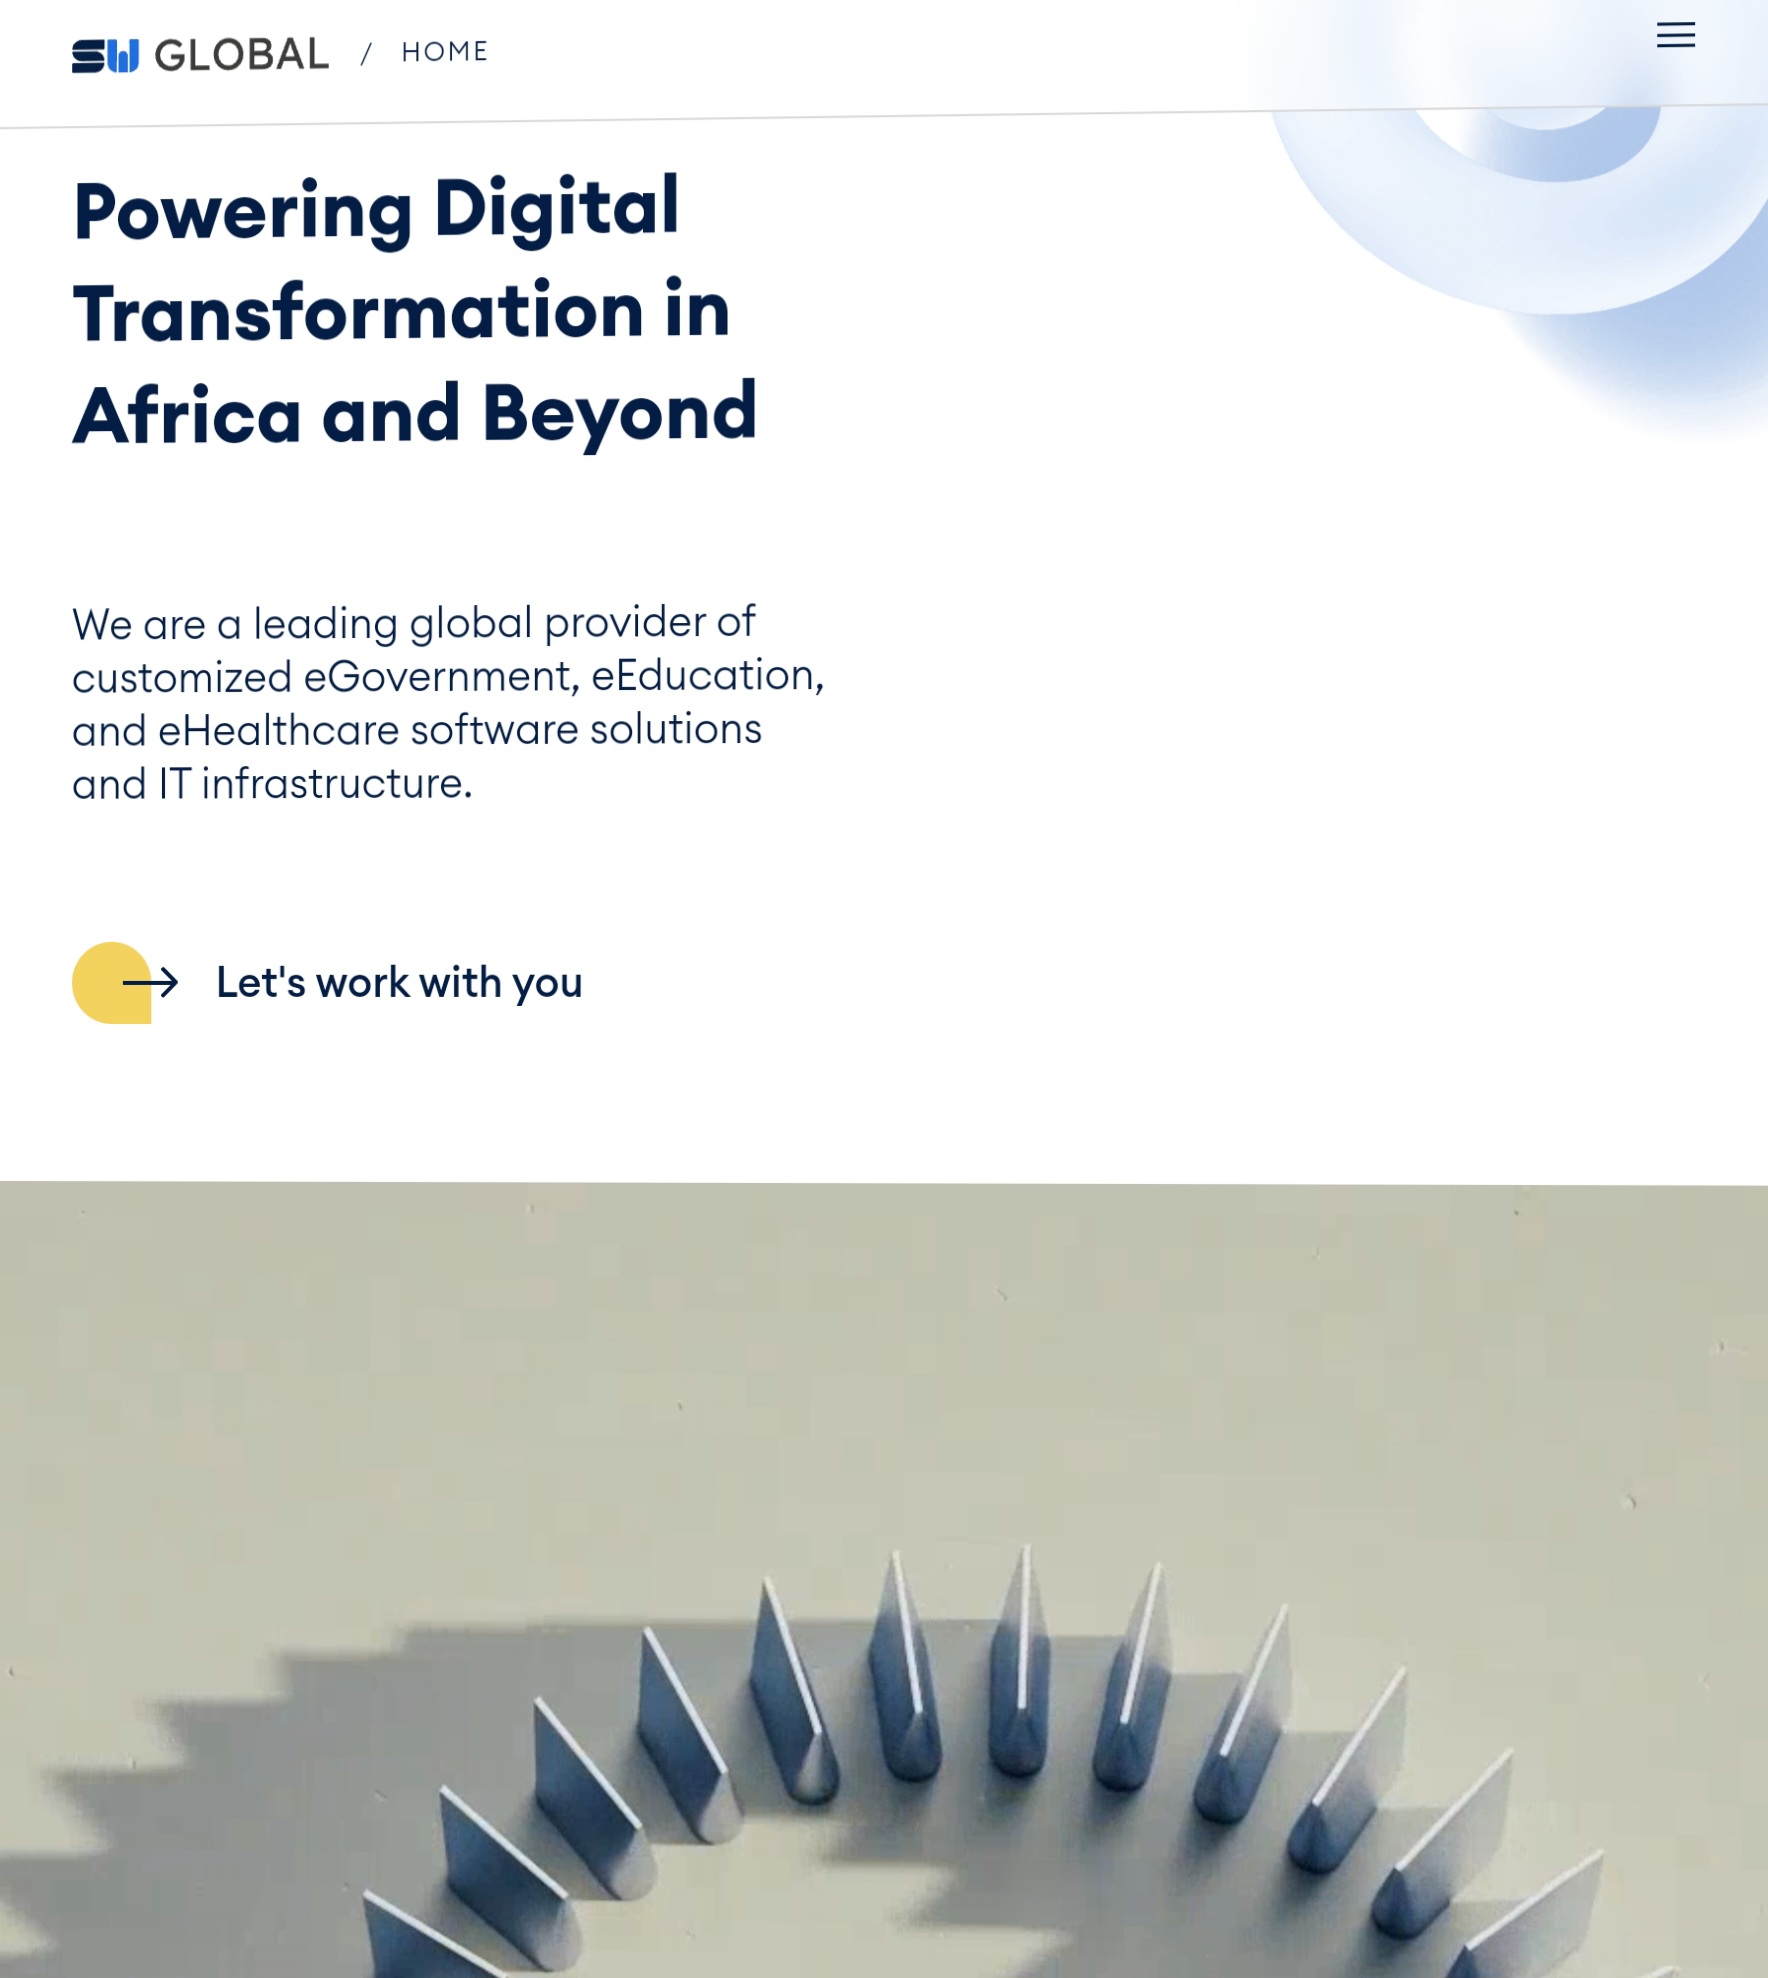 SW GLOBAL / HOME
Powering Digital
Transformation in
Africa and Beyond
We are a leading global provider of
customized eGovernment, eEducation,
and eHealthcare software solutions
and IT infrastructure.
Let's work with you